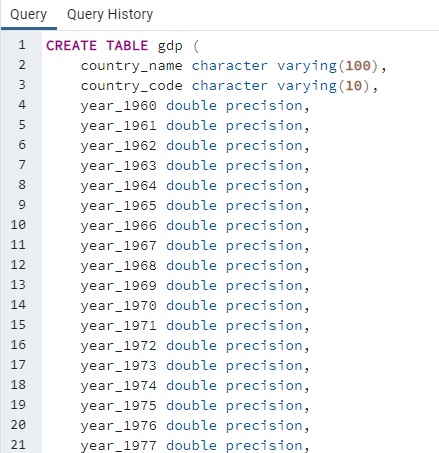 Query Query History
1 CREATE TABLE gdp (
2 country_name character varying(100),
3 country_code character varying(10),
4 year_1960 double precision,
5 year_1961 double precision,
6 year_1962 double precision,
7 year_1963 double precision,
8 year_1964 double precision,
9 year_1965 double precision,
10 year_1966 double precision,
11 year_1967 double precision,
12 year_1968 double precision,
13 year_1969 double precision,
14 year_1970 double precision,
15 year_1971 double precision,
16 year_1972 double precision,
17 year_1973 double precision,
18 year_1974 double precision,
19 year_1975 double precision,
20 year_1976 double precision,
21 year_1977 double precision,